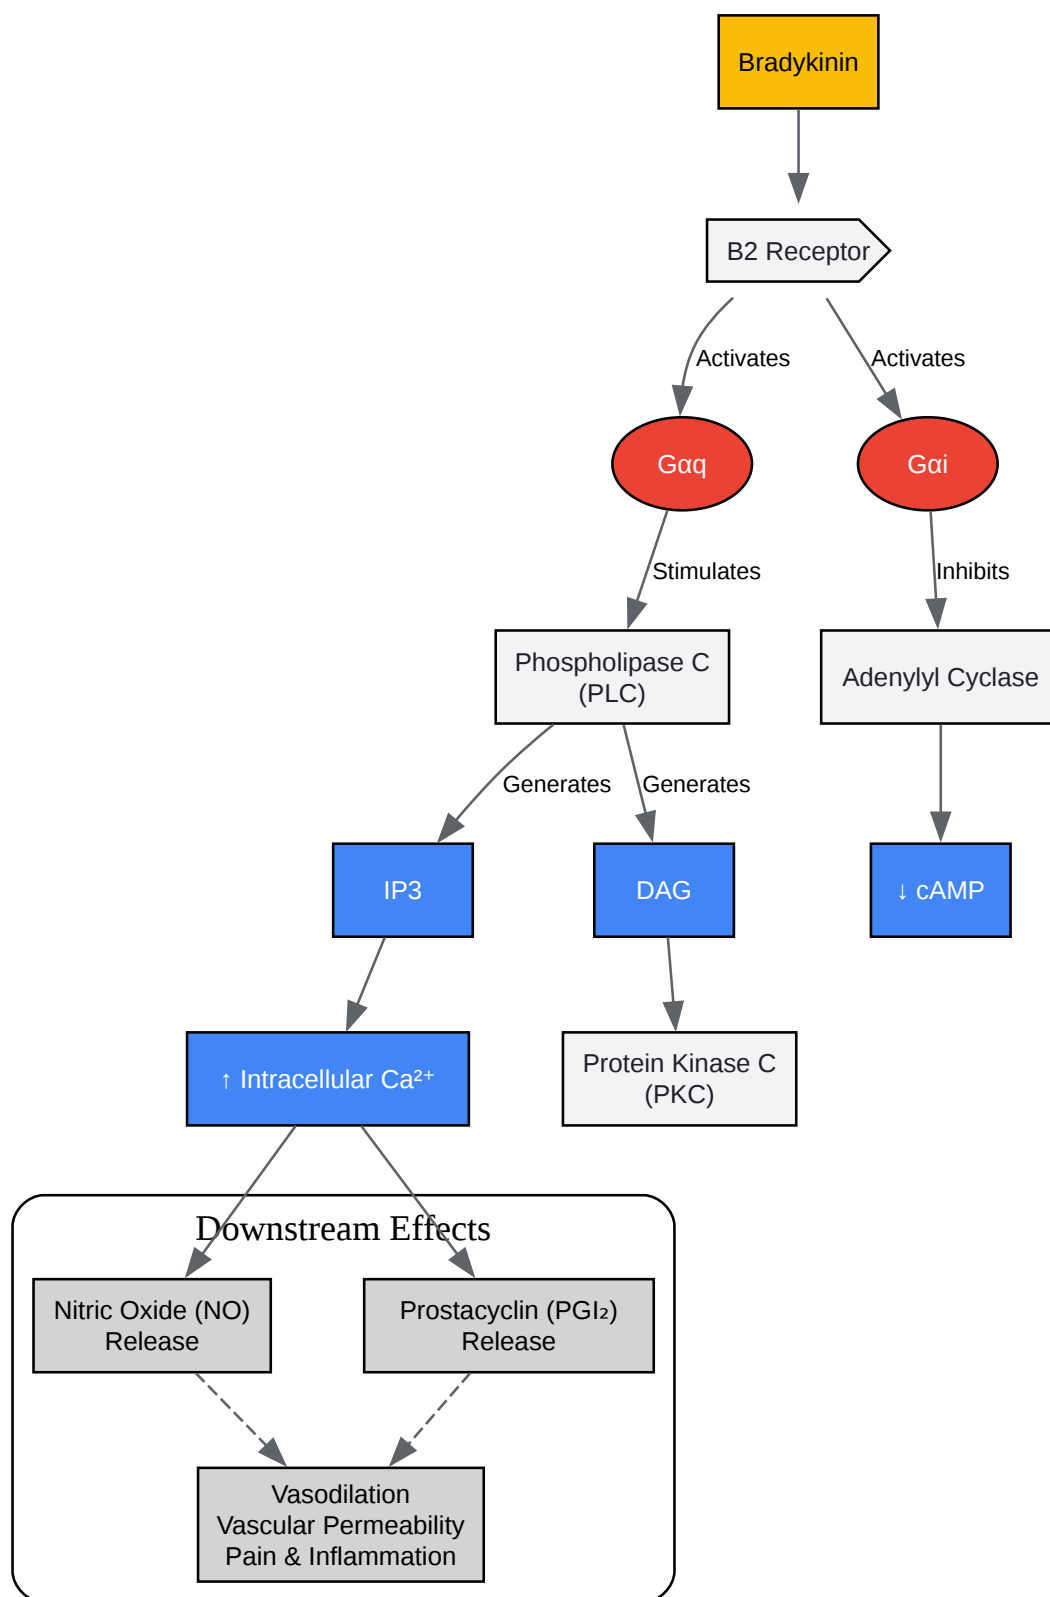 Bradykinin
B2 Receptor
Activates
Activates
Gαq
Gαi
Stimulates
Inhibits
Phospholipase C
(PLC)
Adenylyl Cyclase
Generates
Generates
IP3
DAG
↓ cAMP
↑ Intracellular Ca²⁺
Protein Kinase C
(PKC)
Downstream Effects
Nitric Oxide (NO)
Release
Prostacyclin (PGI₂)
Release
Vasodilation
Vascular Permeability
Pain & Inflammation